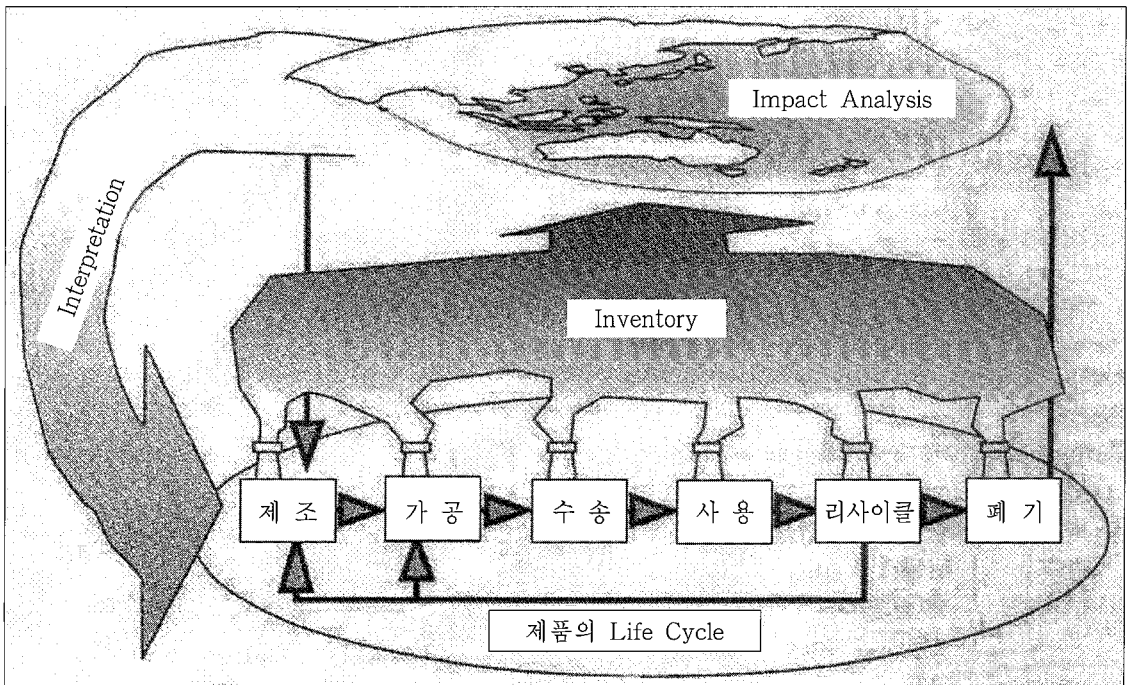 Impact Analysis
Interpretation
Inventory
제 조
가 공
수 송
사 용
리사이클
폐 기
제품의 Life Cycle